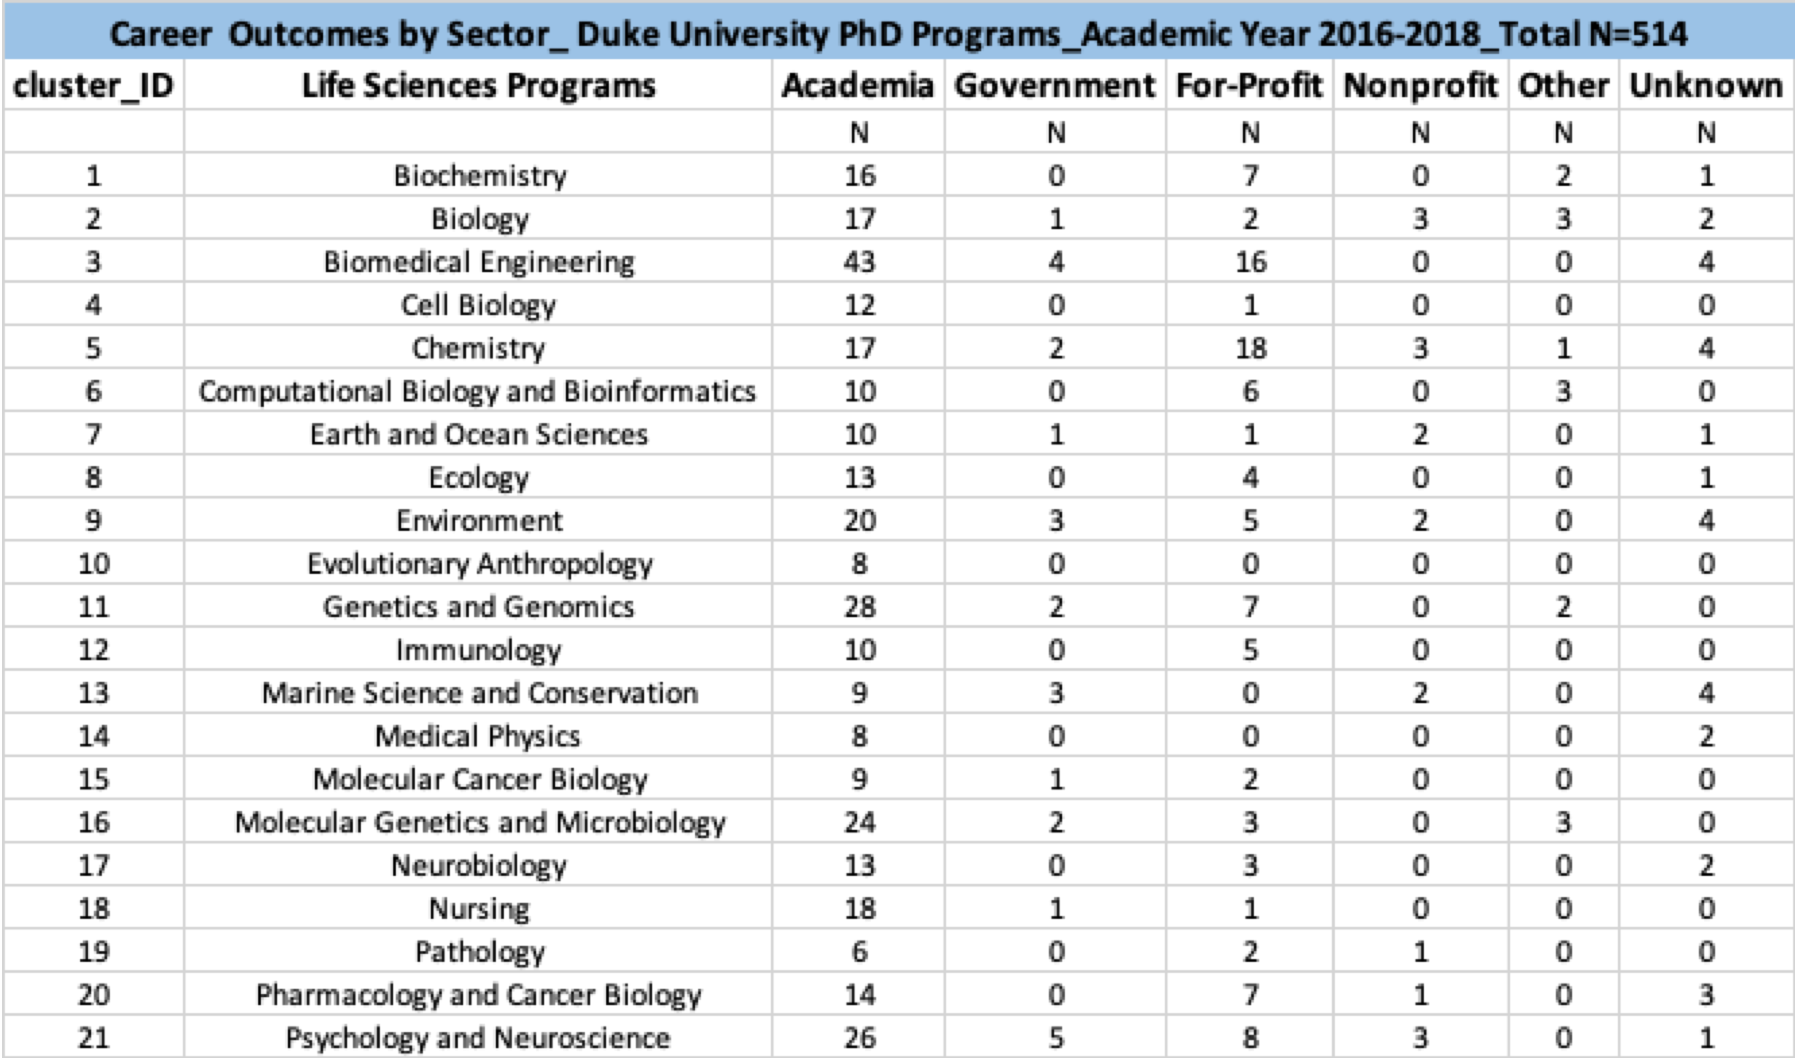 Career Outcomes by Sector_ Duke University PhD Programs_Academic Year 2016-2018_Total N=514
cluster_ID Life Sciences Programs Academia Government For-Profit Nonprofit Other Unknown
N N N N N N
1 Biochemistry 16 0 7 0 2 1
2 Biology 17 1 2 3 3 2
3 Biomedical Engineering 43 4 16 0 0 4
4 Cell Biology 12 0 1 0 0 0
5 Chemistry 17 2 18 3 1 4
6 Computational Biology and Bioinformatics 10 0 6 0 3 0
7 Earth and Ocean Sciences 10 1 1 2 0 1
8 Ecology 13 0 4 0 0 1
9 Environment 20 3 5 2 0 4
10 Evolutionary Anthropology 8 0 0 0 0 0
11 Genetics and Genomics 28 2 7 0 2 0
12 Immunology 10 0 5 0 0 0
13 Marine Science and Conservation 9 3 0 2 0 4
14 Medical Physics 8 0 0 0 0 2
15 Molecular Cancer Biology 9 1 2 0 0 0
16 Molecular Genetics and Microbiology 24 2 3 0 3 0
17 Neurobiology 13 0 3 0 0 2
18 Nursing 18 1 1 0 0 0
19 Pathology 6 0 2 1 0 0
20 Pharmacology and Cancer Biology 14 0 7 1 0 3
21 Psychology and Neuroscience 26 5 8 3 0 1